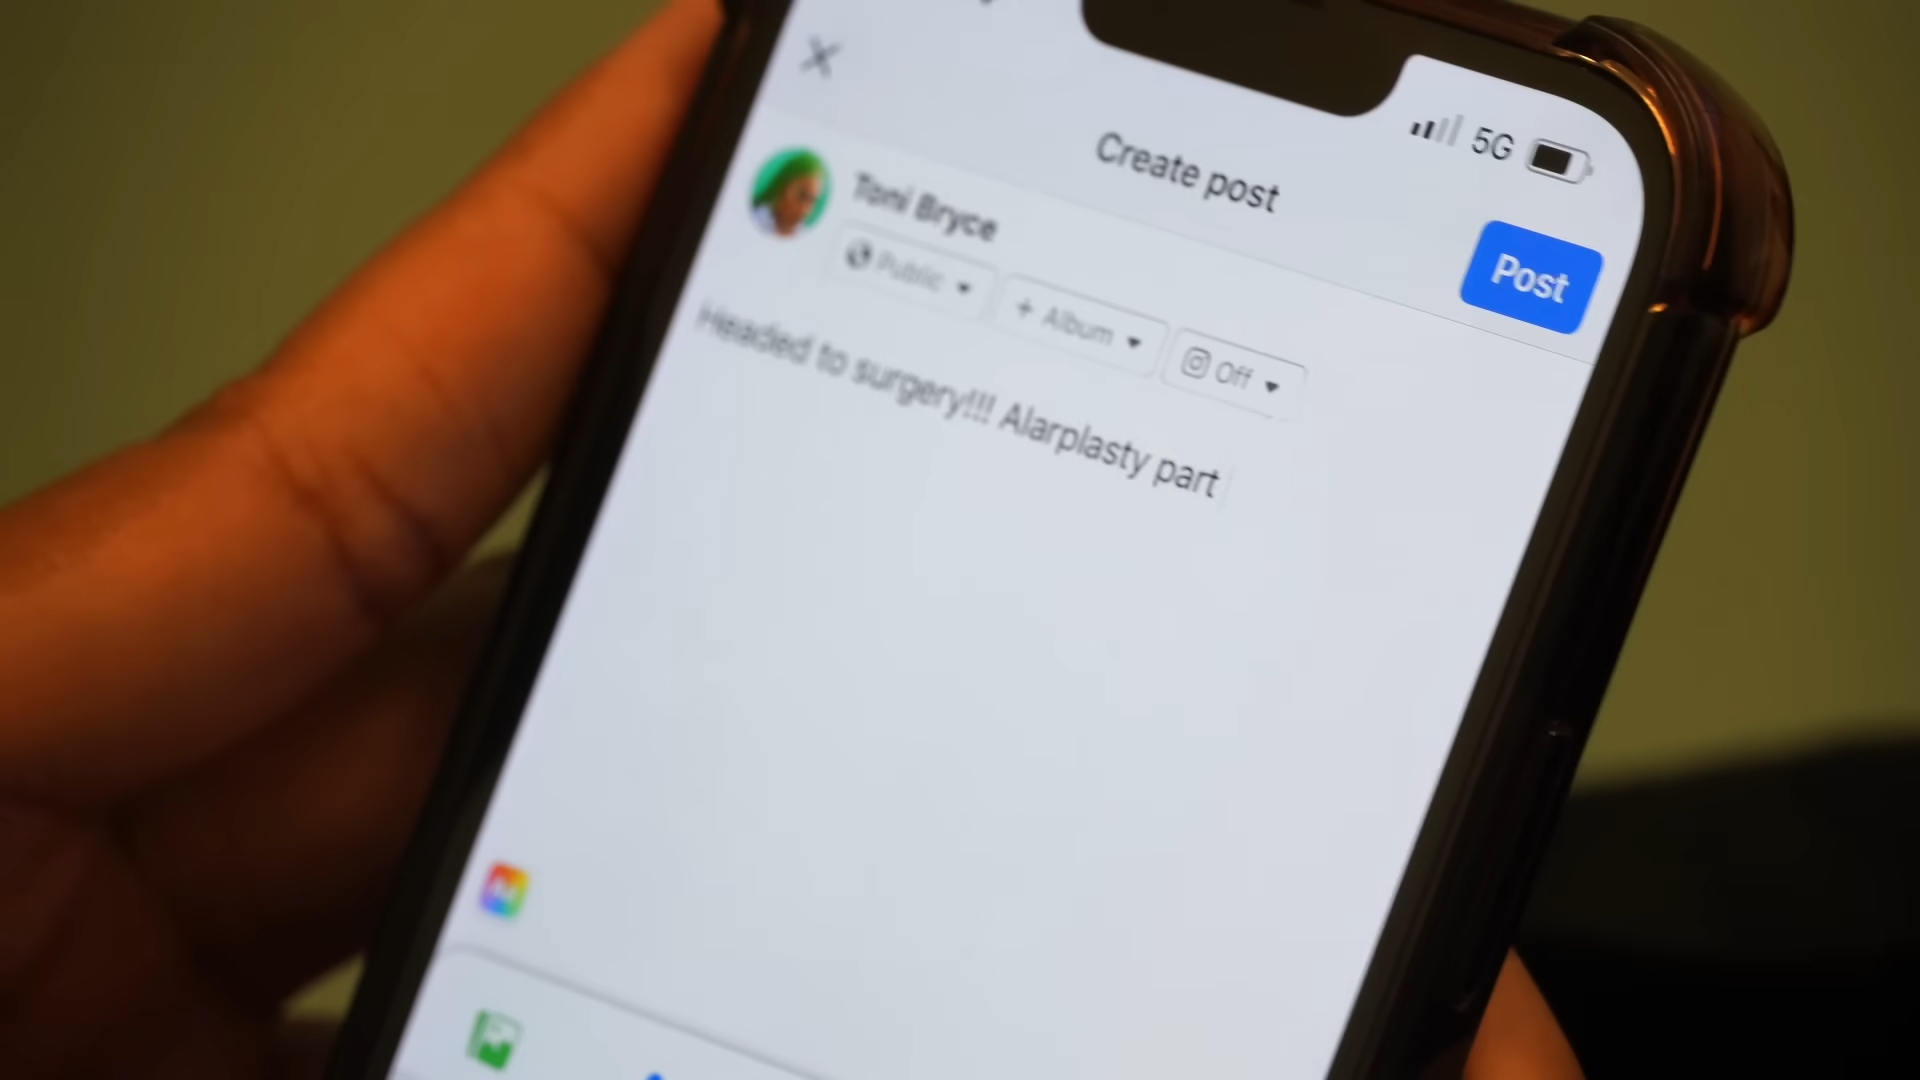 5G
Create post
Post
Toni Bryce
Public
+ Album
Off
Headed to surgery!!! Alarplasty part